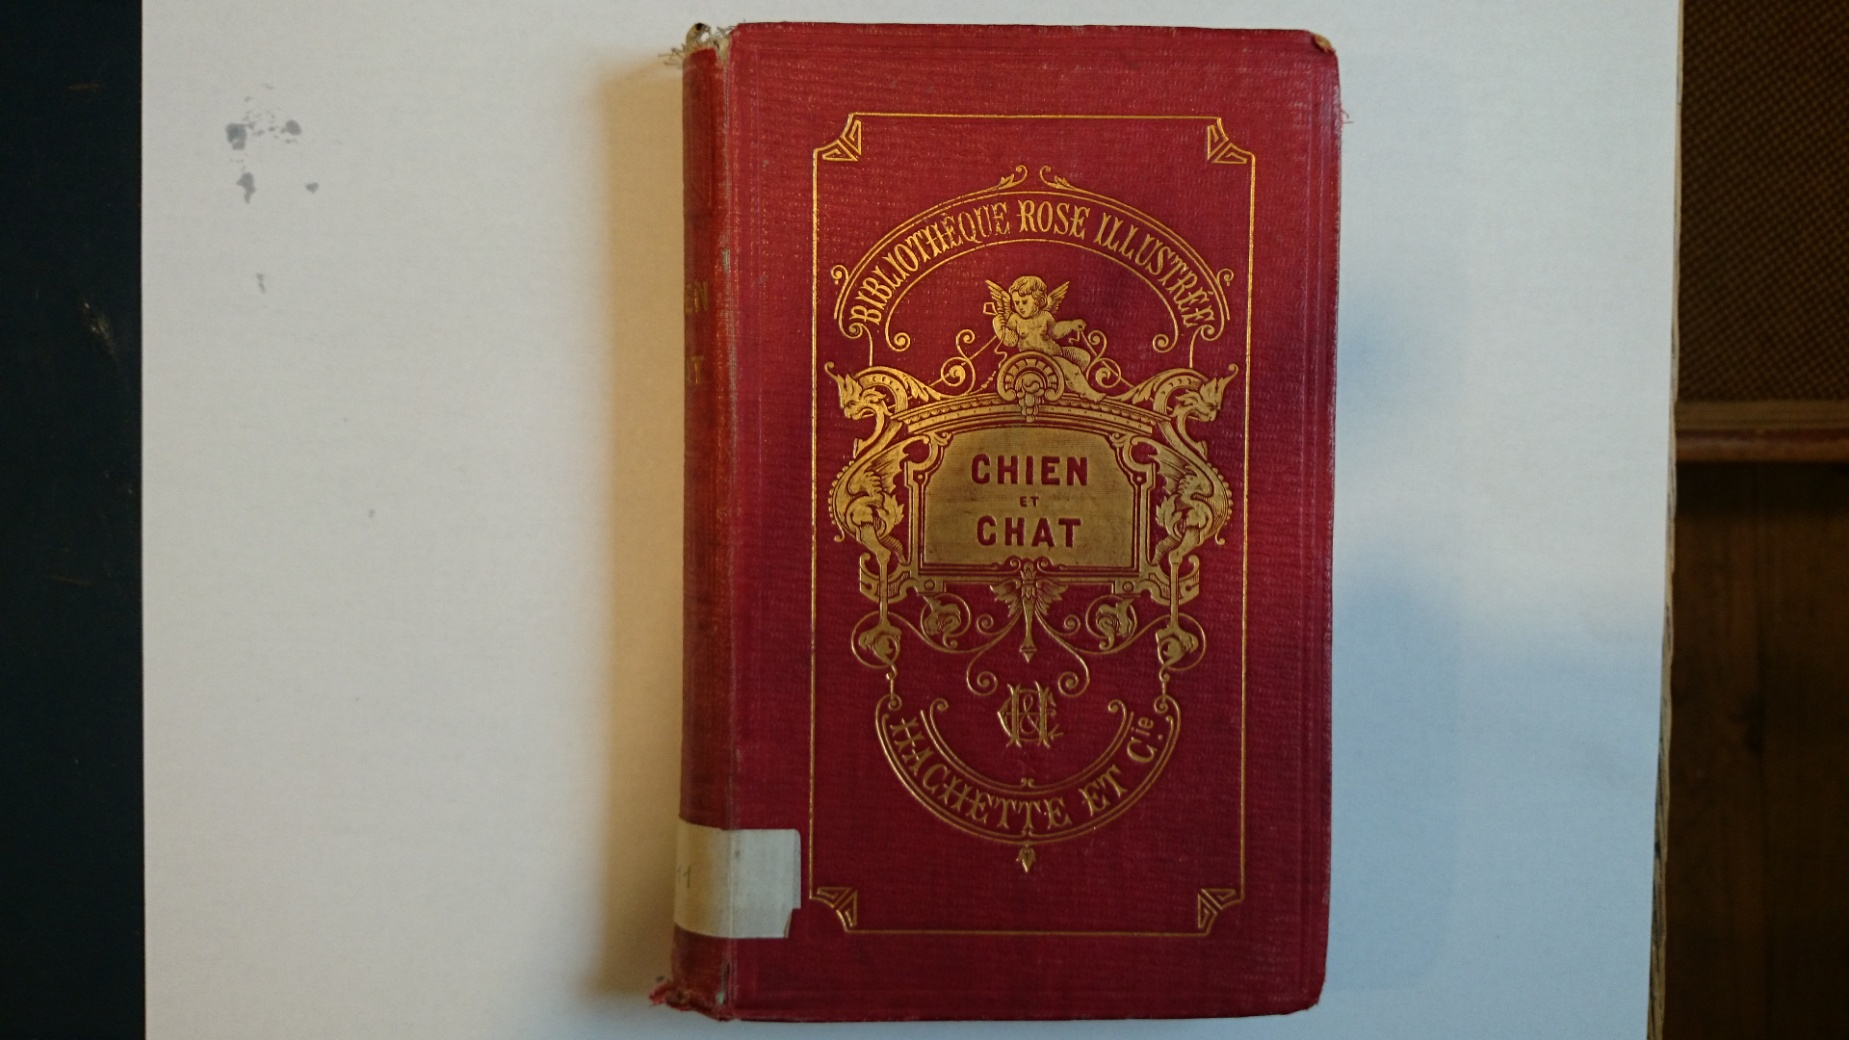 BIBLIOTHÈQUE ROSE ILLUSTRÉE
CHIEN
ET
CHAT
H&C
HACHETTE ET Cie